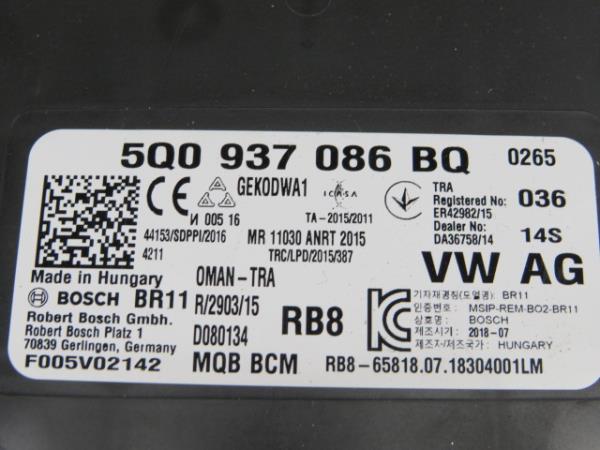 5Q0 937 086 BQ 0265
GEKODWA1
ICASA
TA-2015/2011
TRA
Registered No: 036
ER42982/15
Dealer No:
DA36758/14 14S
И 005 16
44153/SDPPI/2016
4211
MR 11030 ANRT 2015
TRC/LPD/2015/387
VW AG
Made in Hungary
BOSCH BR11
OMAN-TRA
R/2903/15
D080134
RB8
Robert Bosch Gmbh.
Robert Bosch Platz 1
70839 Gerlingen, Germany
F005V02142
MQB BCM
기자재명칭(모델명): BR11
인증번호: MSIP-REM-BO2-BR11
상호명: BOSCH
제조시기: 2018-07
제조자/제조국가: HUNGARY
RB8-65818.07.18304001LM